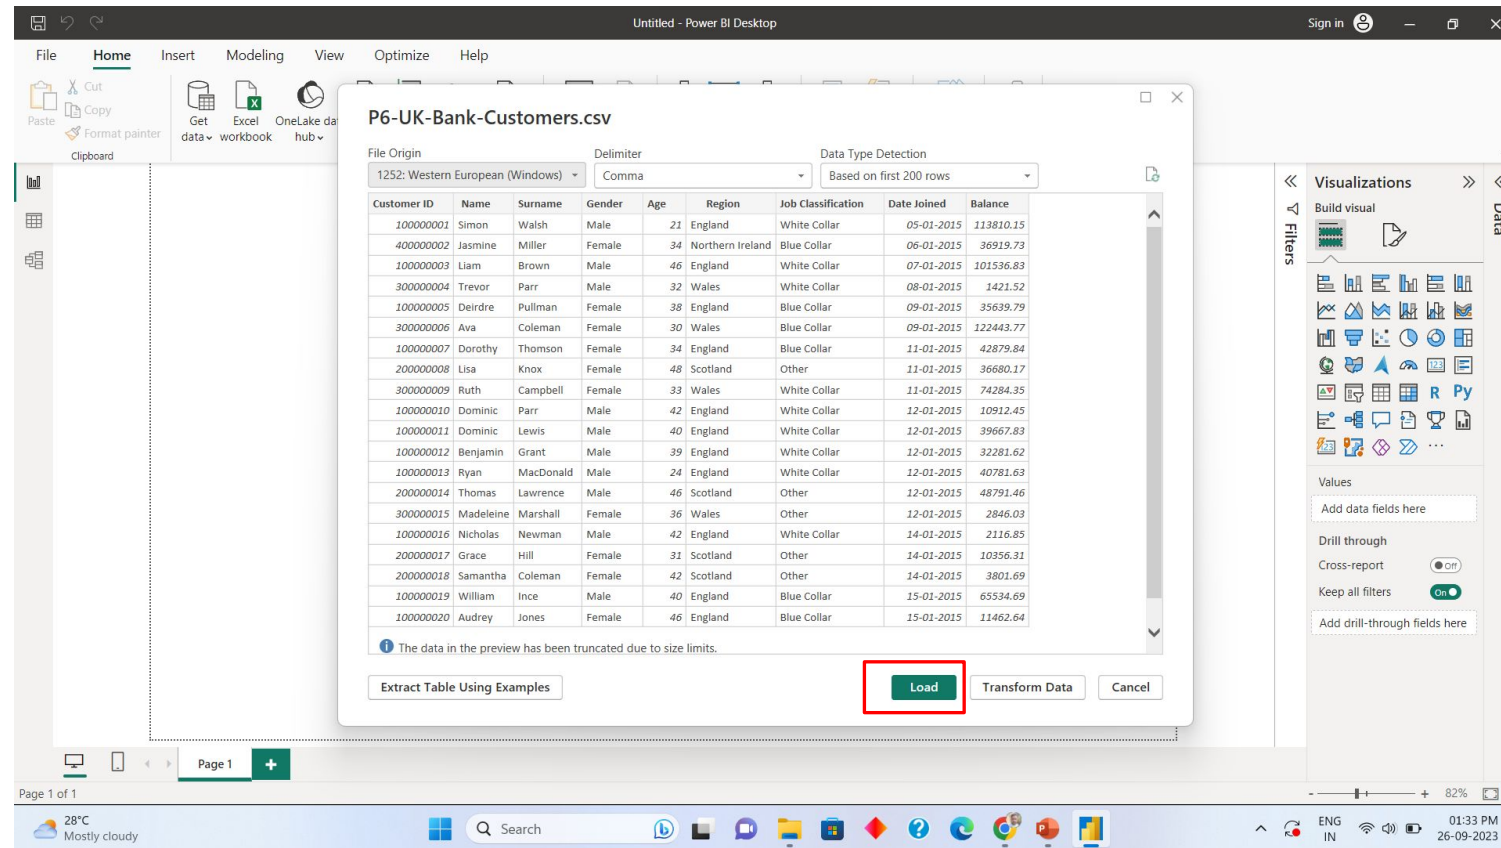 Untitled - Power BI Desktop
Sign in
File Home Insert Modeling View Optimize Help
Paste
Cut
Copy
Format painter
Clipboard
Get data
Excel workbook
OneLake da
hub
P6-UK-Bank-Customers.csv
File Origin Delimiter Data Type Detection
1252: Western European (Windows) Comma Based on first 200 rows
Customer ID Name Surname Gender Age Region Job Classification Date Joined Balance
100000001 Simon Walsh Male 21 England White Collar 05-01-2015 113810.15
400000002 Jasmine Miller Female 34 Northern Ireland Blue Collar 06-01-2015 36919.73
100000003 Liam Brown Male 46 England White Collar 07-01-2015 101536.83
300000004 Trevor Parr Male 32 Wales White Collar 08-01-2015 1421.52
100000005 Deirdre Pullman Female 38 England Blue Collar 09-01-2015 35639.79
300000006 Ava Coleman Female 30 Wales Blue Collar 09-01-2015 122443.77
100000007 Dorothy Thomson Female 34 England Blue Collar 11-01-2015 42879.84
200000008 Lisa Knox Female 48 Scotland Other 11-01-2015 36680.17
300000009 Ruth Campbell Female 33 Wales White Collar 11-01-2015 74284.35
100000010 Dominic Parr Male 42 England White Collar 12-01-2015 10912.45
100000011 Dominic Lewis Male 40 England White Collar 12-01-2015 39667.83
100000012 Benjamin Grant Male 39 England White Collar 12-01-2015 32281.62
100000013 Ryan MacDonald Male 24 England White Collar 12-01-2015 40781.63
200000014 Thomas Lawrence Male 46 Scotland Other 12-01-2015 48791.46
300000015 Madeleine Marshall Female 36 Wales Other 12-01-2015 2846.03
100000016 Nicholas Newman Male 42 England White Collar 14-01-2015 2116.85
200000017 Grace Hill Female 31 Scotland Other 14-01-2015 10356.31
200000018 Samantha Coleman Female 42 Scotland Other 14-01-2015 3801.69
100000019 William Ince Male 40 England Blue Collar 15-01-2015 65534.69
100000020 Audrey Jones Female 46 England Blue Collar 15-01-2015 11462.64
The data in the preview has been truncated due to size limits.
Extract Table Using Examples Load Transform Data Cancel
Filters
Visualizations
Build visual
Data
123
R Py
123
Values
Add data fields here
Drill through
Cross-report Off
Keep all filters On
Add drill-through fields here
Page 1
Page 1 of 1
82%
28°C
Mostly cloudy
Search
ENG
IN
01:33 PM
26-09-2023